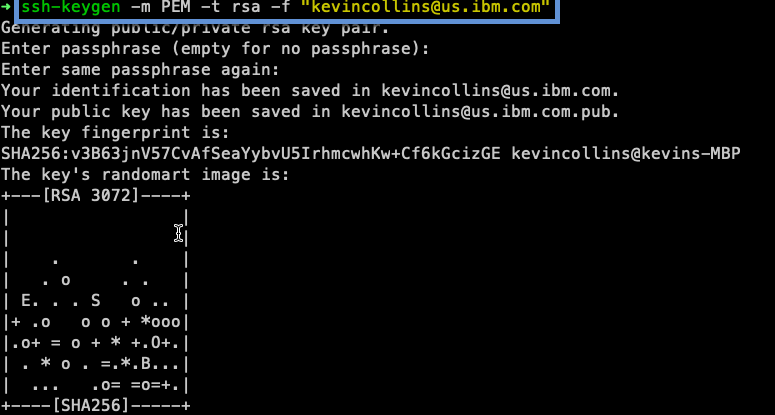 ➜ ssh-keygen -m PEM -t rsa -f "kevincollins@us.ibm.com"
Generating public/private rsa key pair.
Enter passphrase (empty for no passphrase):
Enter same passphrase again:
Your identification has been saved in kevincollins@us.ibm.com.
Your public key has been saved in kevincollins@us.ibm.com.pub.
The key fingerprint is:
SHA256:v3B63jnV57CvAfSeaYybvU5IrhmcwhKw+Cf6kGcizGE kevincollins@kevins-MBP
The key's randomart image is:
+---[RSA 3072]----+
|                 |
|                 |
|    .       .    |
|   . o     . .   |
| E. . . S   o .. |
|+ .o   o o + *ooo|
|.o+ = o + * +.O+.|
| . * o . =.*.B...|
|  ...   .o= =o=+.|
+----[SHA256]-----+